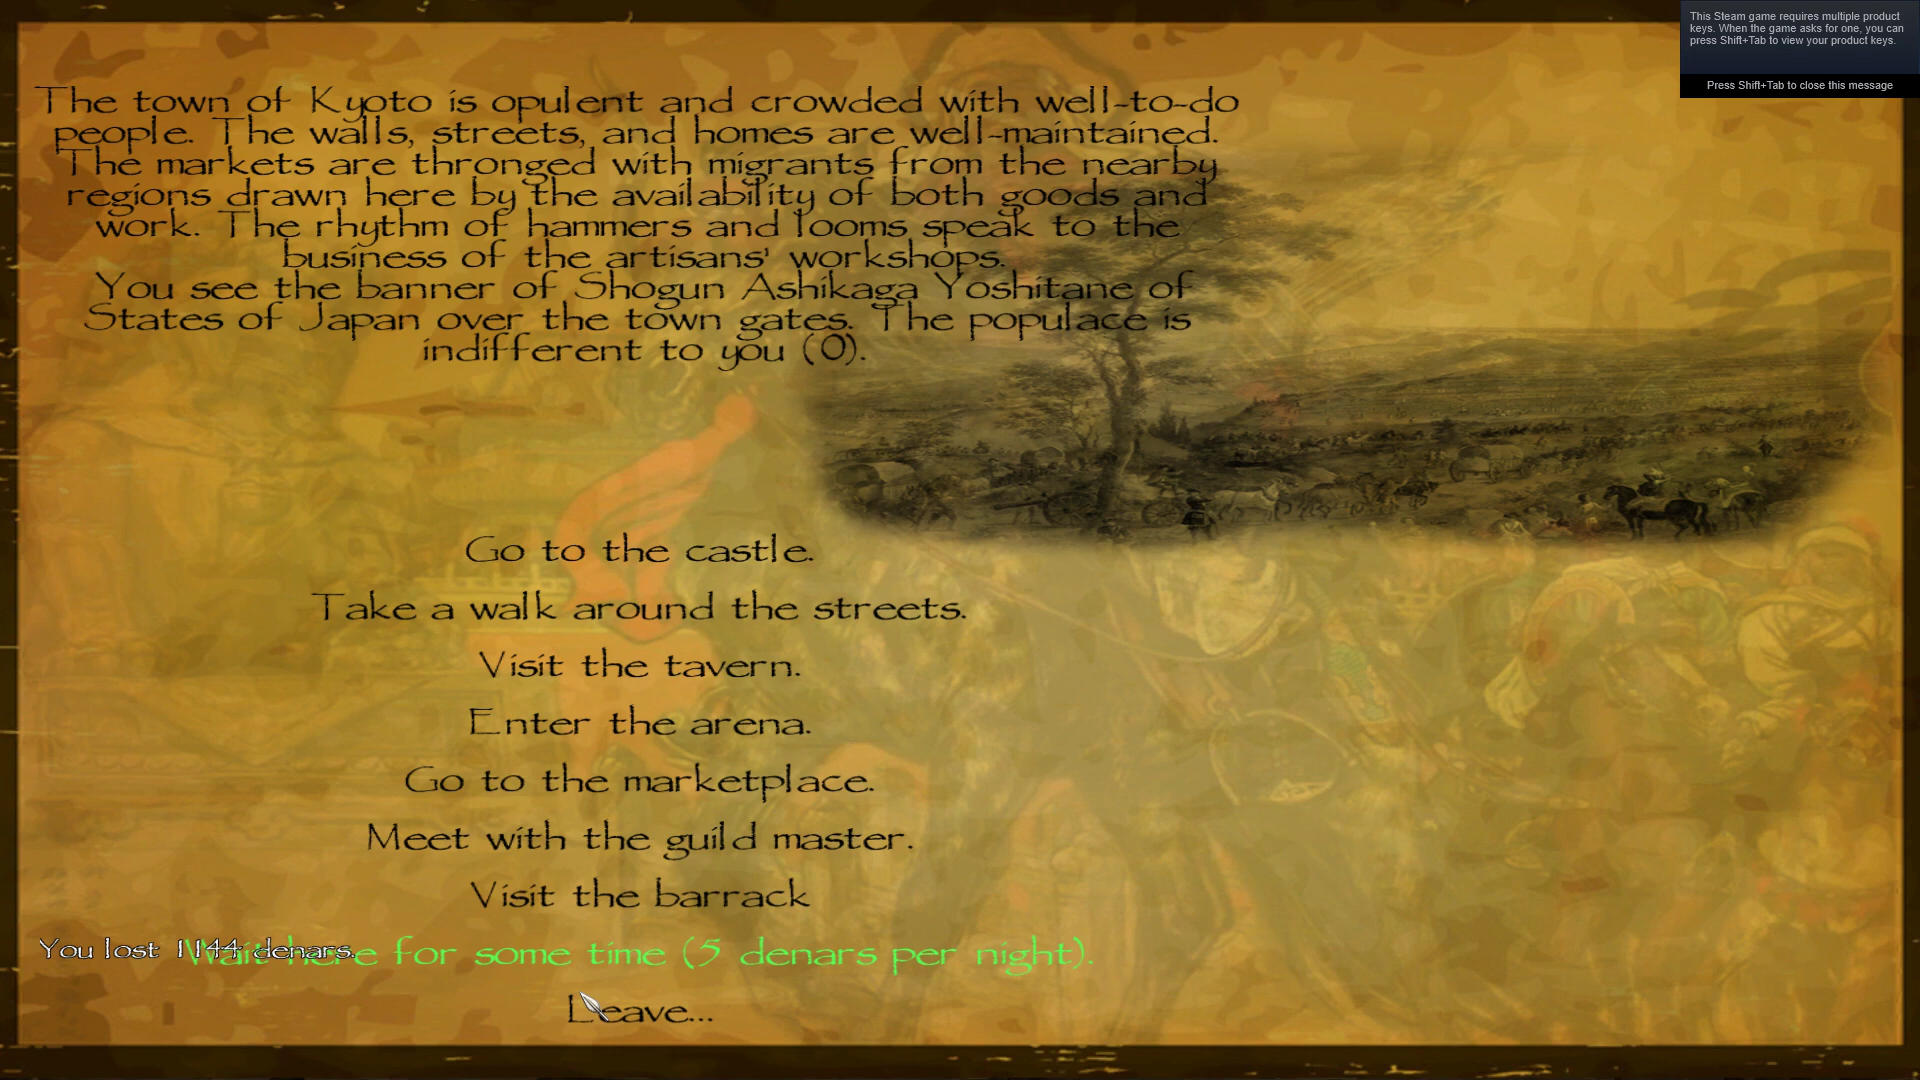 This Steam game requires multiple product
keys. When the game asks for one, you can
press Shift+Tab to view your product keys.
Press Shift+Tab to close this message
The town of Kyoto is opulent and crowded with well-to-do
people. The walls, streets, and homes are well-maintained.
The markets are thronged with migrants from the nearby
regions drawn here by the availability of both goods and
work. The rhythm of hammers and looms speak to the
business of the artisans' workshops.
You see the banner of Shogun Ashikaga Yoshitane of
States of Japan over the town gates. The populace is
indifferent to you (0).
Go to the castle.
Take a walk around the streets.
Visit the tavern.
Enter the arena.
Go to the marketplace.
Meet with the guild master.
Visit the barrack
You lost 1144 denars.
Wait here for some time (5 denars per night).
Leave...